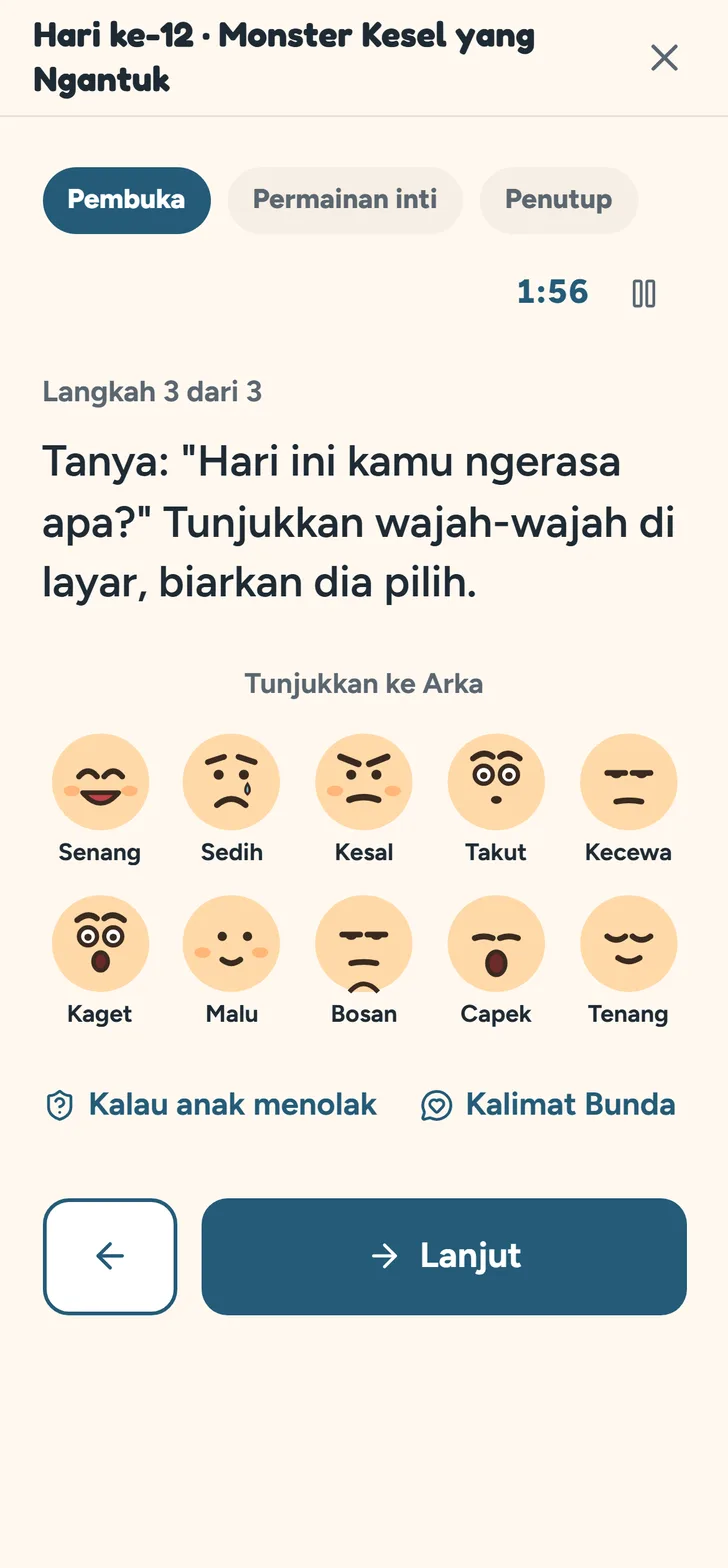 Hari ke-12 · Monster Kesel yang
Ngantuk
Pembuka
Permainan inti
Penutup
1:56
Langkah 3 dari 3
Tanya: "Hari ini kamu ngerasa
apa?" Tunjukkan wajah-wajah di
layar, biarkan dia pilih.
Tunjukkan ke Arka
Senang
Sedih
Kesal
Takut
Kecewa
Kaget
Malu
Bosan
Capek
Tenang
Kalau anak menolak
Kalimat Bunda
Lanjut